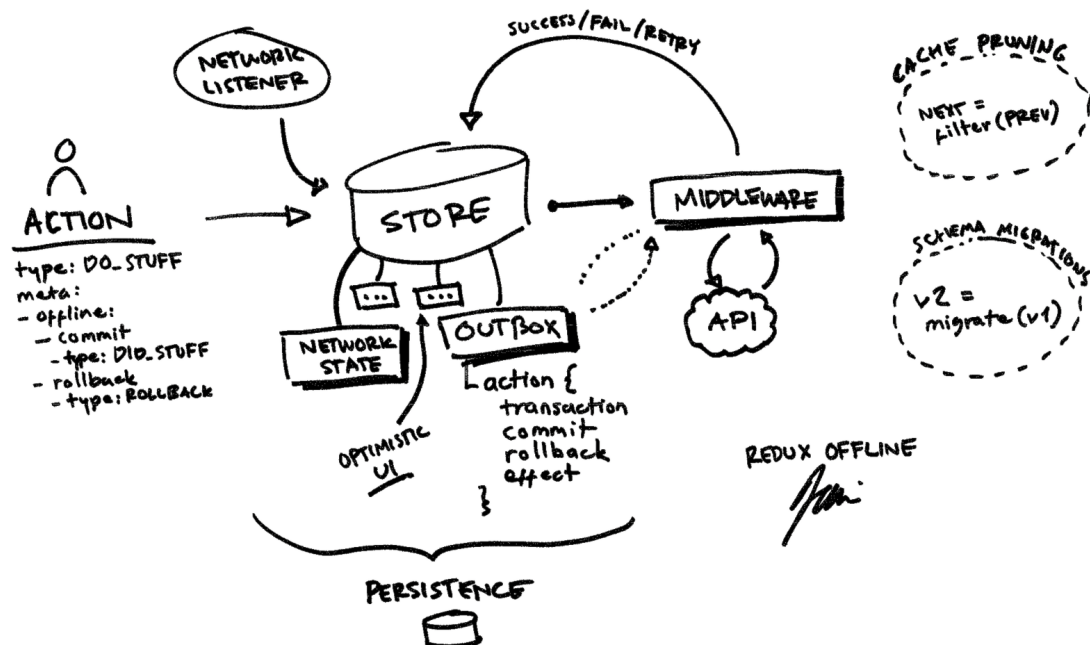 SUCCESS/FAIL/RETRY
NETWORK
LISTENER
CACHE PRUNING
NEXT =
filter(PREV)
ACTION
type: DO_STUFF
meta:
- offline:
- commit
- type: DID_STUFF
- rollback
- type: ROLLBACK
STORE
MIDDLEWARE
...
...
NETWORK
STATE
OUTBOX
action {
transaction
commit
rollback
effect
}
OPTIMISTIC
UI
API
SCHEMA MIGRATIONS
v2 =
migrate(v1)
REDUX OFFLINE
PERSISTENCE